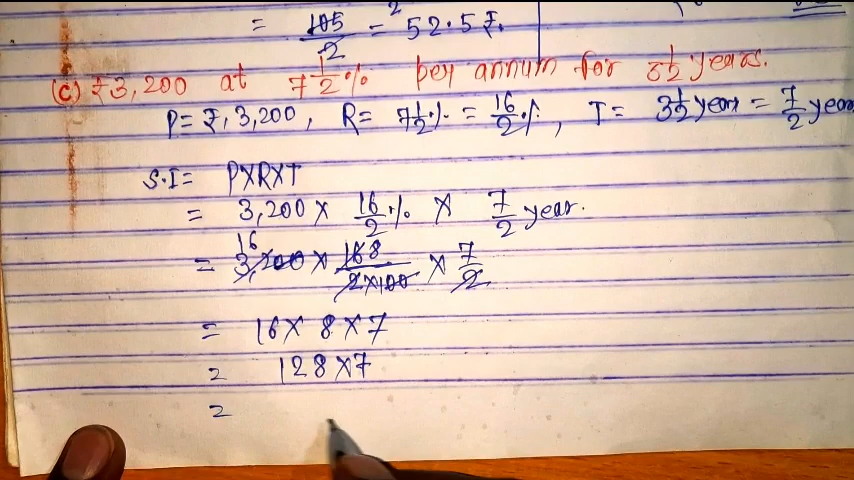 = 105/2 = 52.5 ₹.
(c) ₹3,200 at 7 1/2 % per annum for 3 1/2 years.
P = ₹,3,200, R = 7 1/2 % = 16/2 %, T = 3 1/2 year = 7/2 year
S.I = P×R×T
= 3,200 × 16/2 % × 7/2 year.
= 16 3,200 × 16 8/2×100 × 7/2
= 16 × 8 × 7
= 128 × 7
=